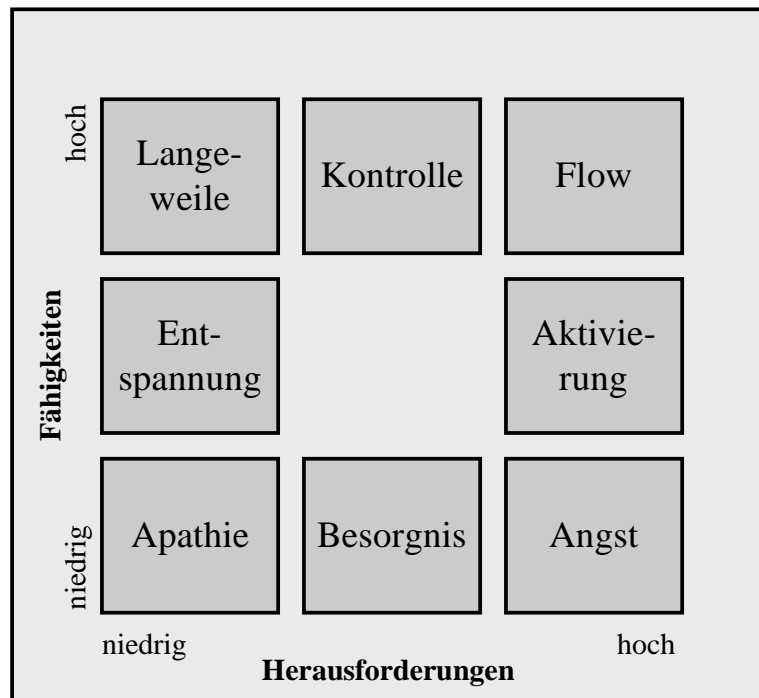 hoch
Lange-
weile
Kontrolle
Flow
Fähigkeiten
Ent-
spannung
Aktivie-
rung
niedrig
Apathie
Besorgnis
Angst
niedrig
hoch
Herausforderungen